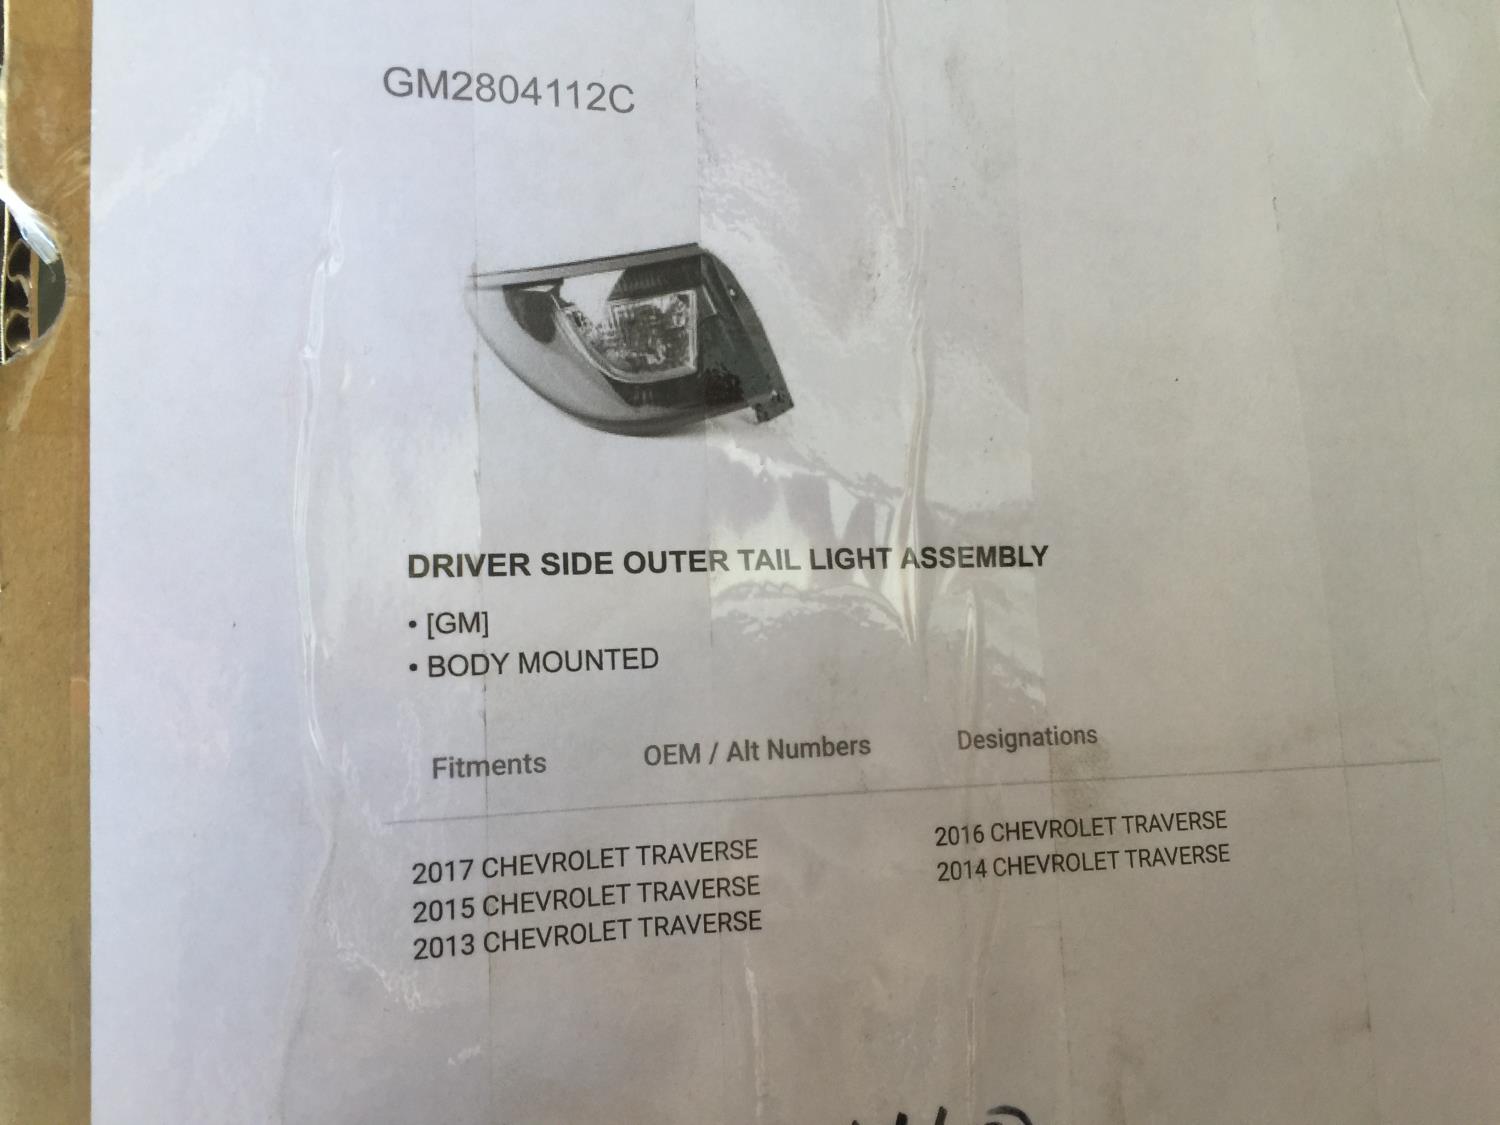 GM2804112C
DRIVER SIDE OUTER TAIL LIGHT ASSEMBLY
• [GM]
• BODY MOUNTED
Fitments OEM / Alt Numbers Designations
2017 CHEVROLET TRAVERSE 2016 CHEVROLET TRAVERSE
2015 CHEVROLET TRAVERSE 2014 CHEVROLET TRAVERSE
2013 CHEVROLET TRAVERSE